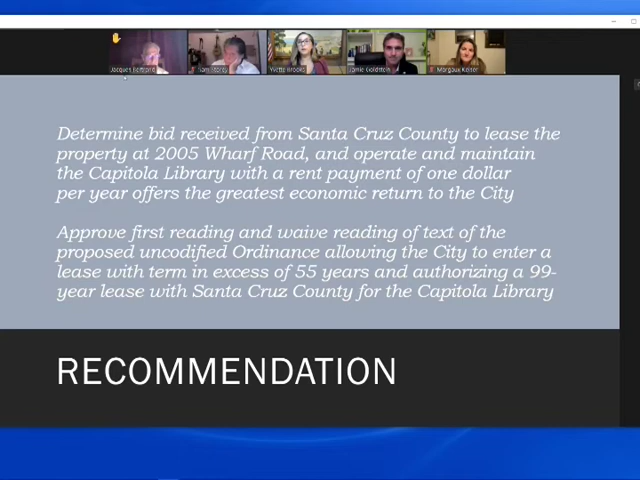 Jacques Bertrand
Sam Storey
Yvette Brooks
Jamie Goldstein
Margaux Keiser
Determine bid received from Santa Cruz County to lease the
property at 2005 Wharf Road, and operate and maintain
the Capitola Library with a rent payment of one dollar
per year offers the greatest economic return to the City
Approve first reading and waive reading of text of the
proposed uncodified Ordinance allowing the City to enter a
lease with term in excess of 55 years and authorizing a 99-
year lease with Santa Cruz County for the Capitola Library
RECOMMENDATION